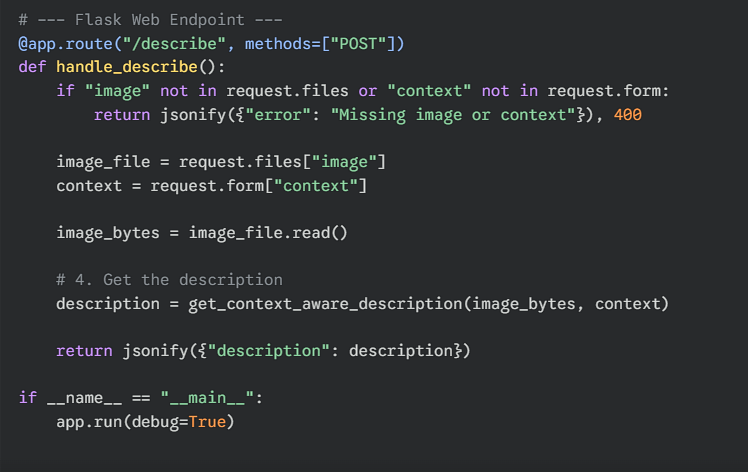 # --- Flask Web Endpoint ---
@app.route("/describe", methods=["POST"])
def handle_describe():
    if "image" not in request.files or "context" not in request.form:
        return jsonify({"error": "Missing image or context"}), 400

    image_file = request.files["image"]
    context = request.form["context"]

    image_bytes = image_file.read()

    # 4. Get the description
    description = get_context_aware_description(image_bytes, context)

    return jsonify({"description": description})

if __name__ == "__main__":
    app.run(debug=True)